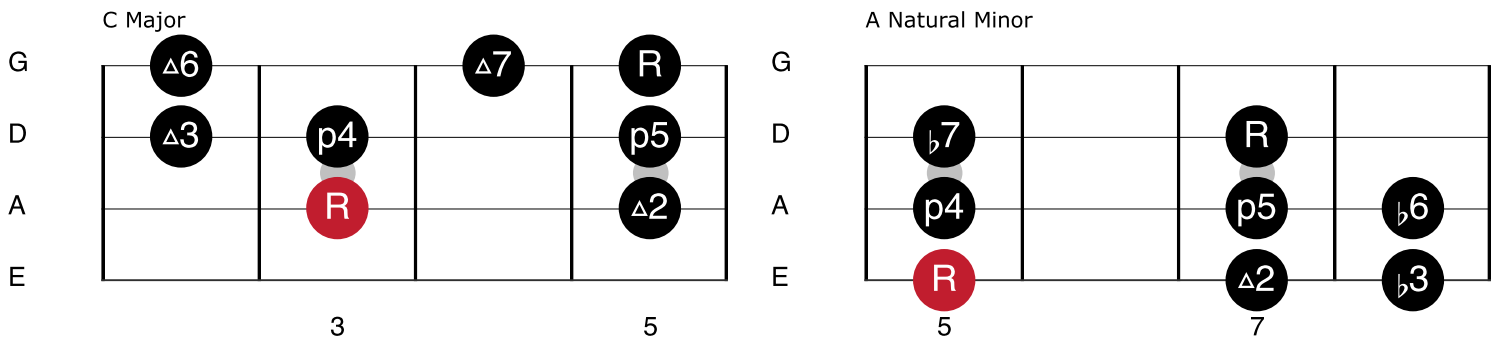 C Major
G △6 △7 R
D △3 p4 p5
A R △2
E
3 5
A Natural Minor
G
D ♭7 R
A p4 p5 ♭6
E R △2 ♭3
5 7